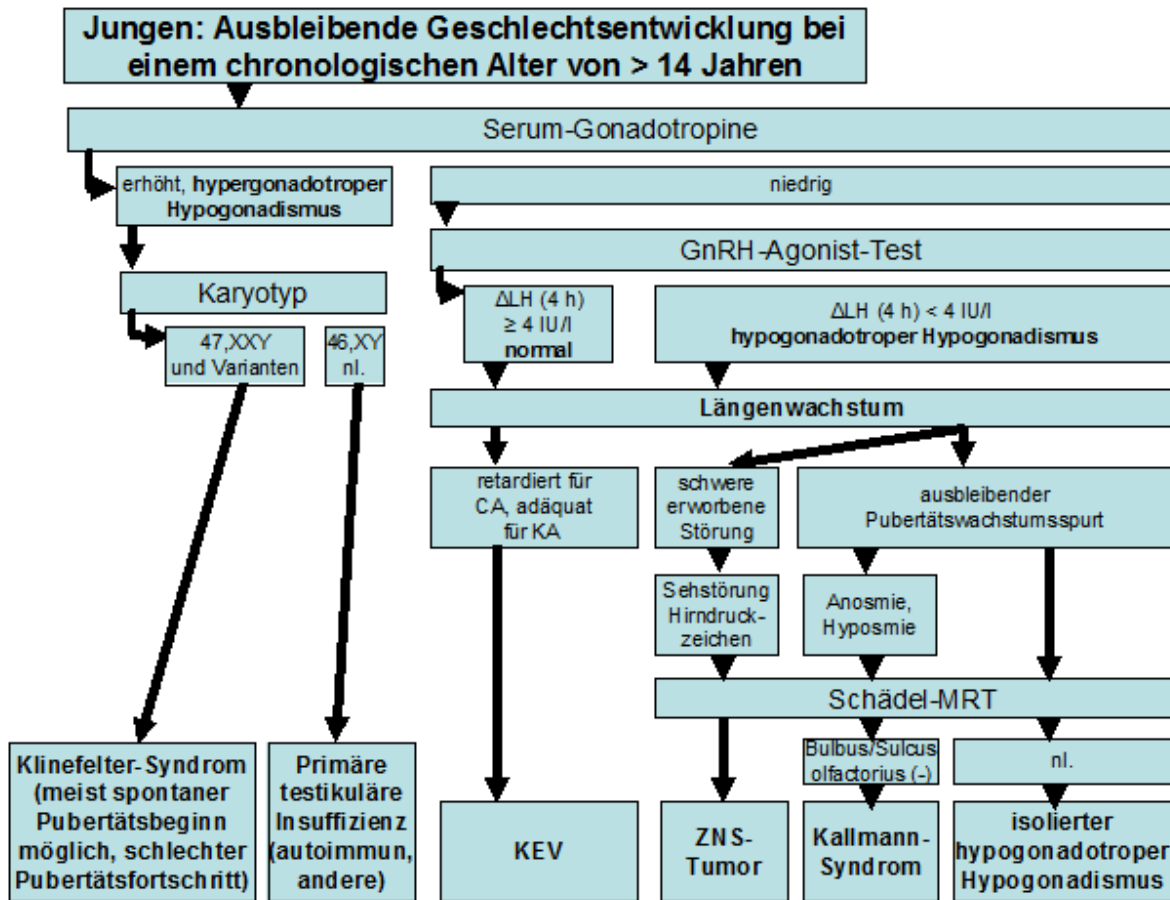 Jungen: Ausbleibende Geschlechtsentwicklung bei
einem chronologischen Alter von > 14 Jahren
Serum-Gonadotropine
erhöht, hypergonadotroper
Hypogonadismus
niedrig
GnRH-Agonist-Test
Karyotyp
ΔLH (4 h)
≥ 4 IU/l
normal
ΔLH (4 h) < 4 IU/l
hypogonadotroper Hypogonadismus
47,XXY
und Varianten
46,XY
nl.
Längenwachstum
retardiert für
CA, adäquat
für KA
schwere
erworbene
Störung
ausbleibender
Pubertätswachstumsspurt
Sehstörung
Hirndruck-
zeichen
Anosmie,
Hyposmie
Schädel-MRT
Bulbus/Sulcus
olfactorius (-)
nl.
Klinefelter-Syndrom
(meist spontaner
Pubertätsbeginn
möglich, schlechter
Pubertätsfortschritt)
Primäre
testikuläre
Insuffizienz
(autoimmun,
andere)
KEV
ZNS-
Tumor
Kallmann-
Syndrom
isolierter
hypogonadotroper
Hypogonadismus